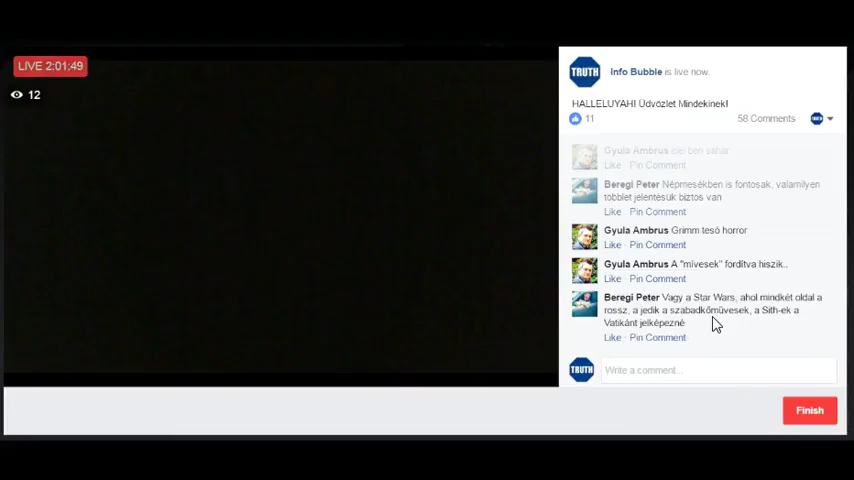 LIVE 2:01:49
12
TRUTH
Info Bubble is live now.
HALLELUYAH! Üdvözlet Mindekinek!
11
58 Comments
TRUTH
Gyula Ambrus
sahar
Like · Pin Comment
Beregi Peter Népmesékben is fontosak, valamilyen
többlet jelentésük biztos van
Like · Pin Comment
Gyula Ambrus Grimm tesó horror
Like · Pin Comment
Gyula Ambrus A "mívesek" fordítva hiszik..
Like · Pin Comment
Beregi Peter Vagy a Star Wars, ahol mindkét oldal a
rossz, a jedik a szabadkőművesek, a Sith-ek a
Vatikánt jelképezné
Like · Pin Comment
TRUTH
Write a comment...
Finish